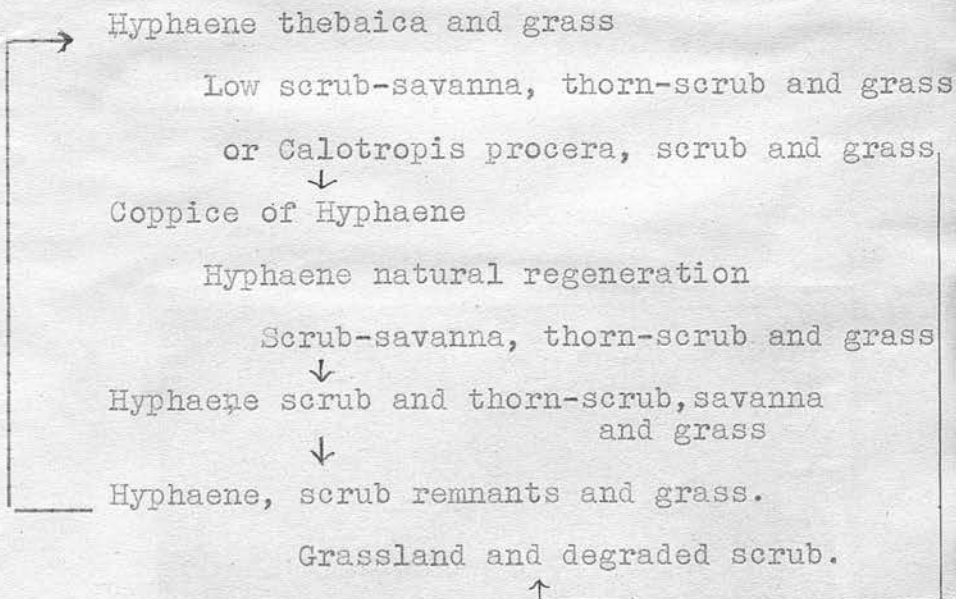 Hyphaene thebaica and grass
Low scrub-savanna, thorn-scrub and grass
or Calotropis procera, scrub and grass
Coppice of Hyphaene
Hyphaene natural regeneration
Scrub-savanna, thorn-scrub and grass
Hyphaene scrub and thorn-scrub, savanna
and grass
Hyphaene, scrub remnants and grass.
Grassland and degraded scrub.